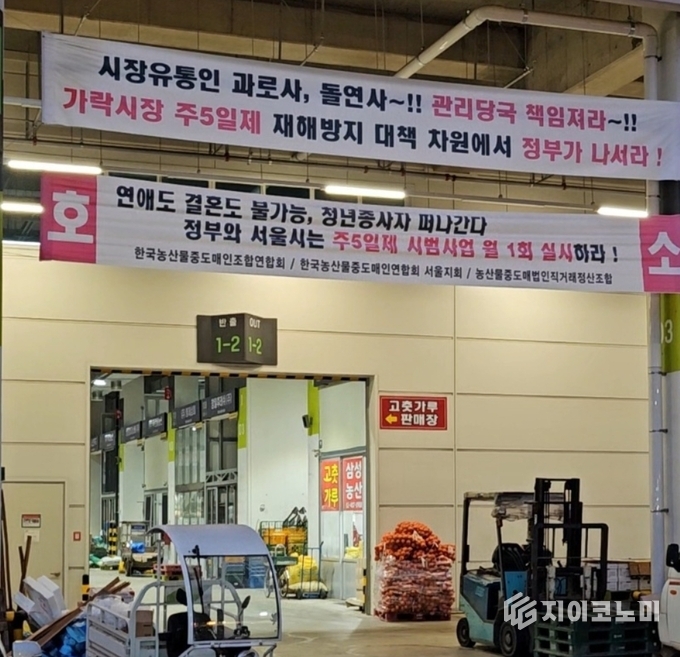 시장유통인 과로사, 돌연사~!! 관리당국 책임져라~!!
가락시장 주5일제 재해방지 대책 차원에서 정부가 나서라 !
호
연애도 결혼도 불가능, 청년종사자 떠나간다
정부와 서울시는 주5일제 시범사업 월 1회 실시하라 !
한국농산물중도매인조합연합회 / 한국농산물중도매인연합회 서울지회 / 농산물중도매법인직거래정산조합
소
반출 OUT
1-2 1-2
고춧가루
판매장
고춧
가루
삼성
농산
03
지이코노미